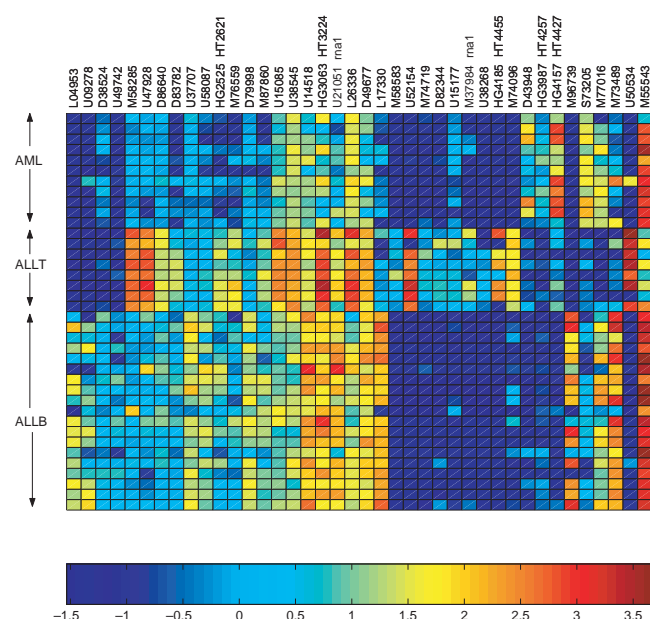 L04953
U09278
D38524
U49742
M58285
U47928
D86640
D83782
U37707
U58087
HG2525 HT2621
M76559
D79998
M87860
U15085
U38545
U14518
HG3063 HT3224
U21051 rna1
L26336
D49677
L17330
M58583
U52154
M74719
D82344
U15177
M37984 rna1
U38268
HG4185 HT4455
M74096
D43948
HG3987 HT4257
HG4157 HT4427
M96739
S73205
M77016
M73489
U50534
M55543
AML
ALLT
ALLB
−1.5 −1 −0.5 0 0.5 1 1.5 2 2.5 3 3.5